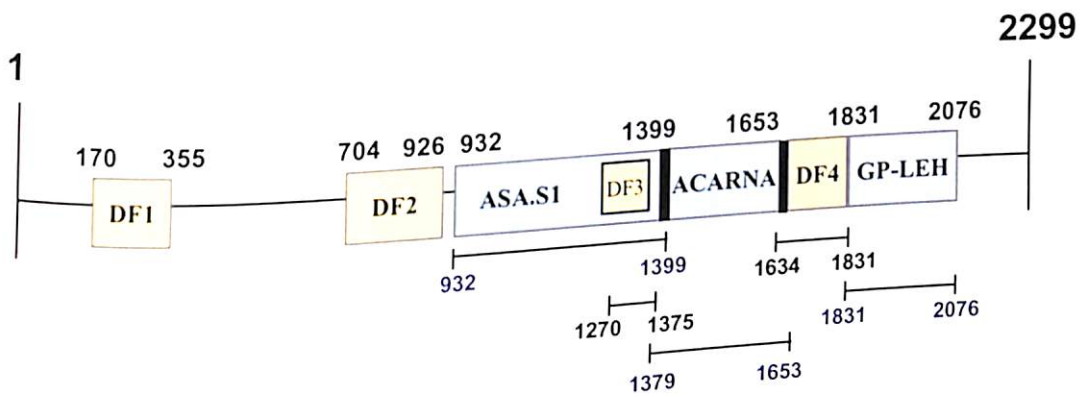 1
2299
170 355
704 926 932 1399 1653 1831 2076
DF1
DF2
ASA.S1
DF3
ACARNA
DF4
GP-LEH
932 1399
1634 1831
1270 1375
1831 2076
1379 1653